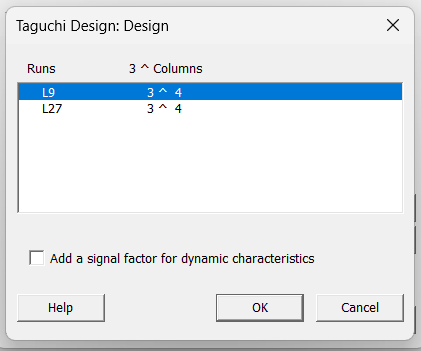 Taguchi Design: Design
Runs 3 ^ Columns
L9 3 ^ 4
L27 3 ^ 4
Add a signal factor for dynamic characteristics
Help OK Cancel